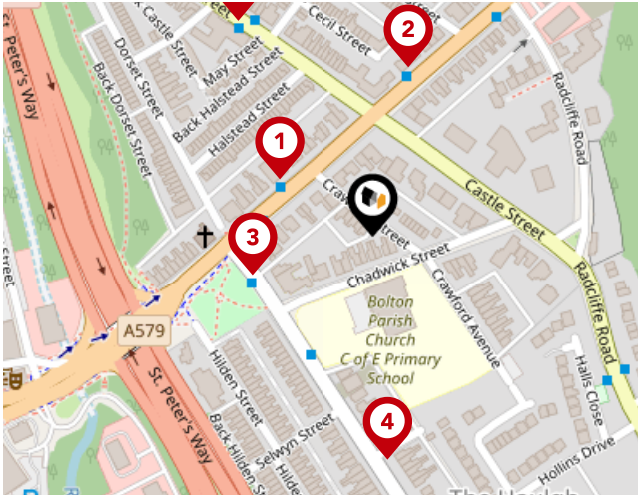 Castle Street
Cecil Street
2
St. Peter's Way
Dorset Street
May Street
Back Halstead Street
Back Dorset Street
Halstead Street
1
Radcliffe Road
Castle Street
3
Chadwick Street
Street
A579
Bolton
Parish
Church
C of E Primary
School
Crawford Avenue
Radcliffe Road
St. Peter's Way
Hilden Street
Halls Close
4
Selwyn Street
Back Hilden St
Hollins Drive